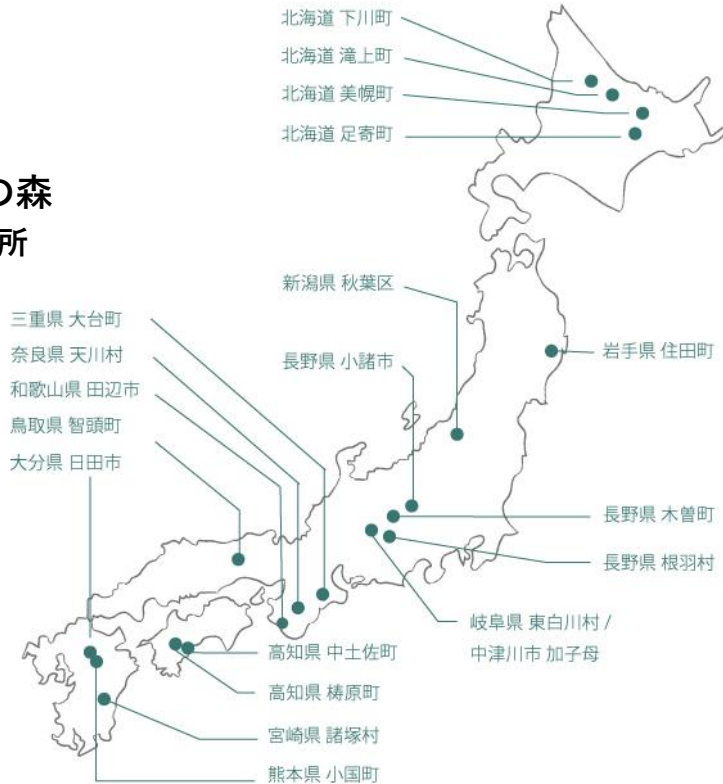 北海道 下川町
北海道 滝上町
北海道 美幌町
北海道 足寄町
の森
所
新潟県 秋葉区
三重県 大台町
奈良県 天川村
和歌山県 田辺市
鳥取県 智頭町
大分県 日田市
長野県 小諸市
岩手県 住田町
長野県 木曽町
長野県 根羽村
岐阜県 東白川村 /
中津川市 加子母
高知県 中土佐町
高知県 梼原町
宮崎県 諸塚村
熊本県 小国町